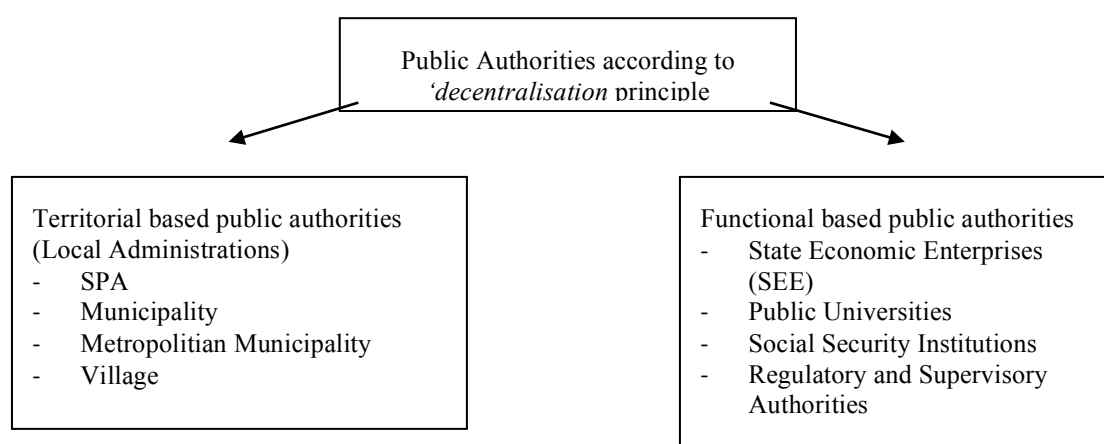 Public Authorities according to
‘decentralisation principle
Territorial based public authorities
(Local Administrations)
- SPA
- Municipality
- Metropolitian Municipality
- Village
Functional based public authorities
- State Economic Enterprises
(SEE)
- Public Universities
- Social Security Institutions
- Regulatory and Supervisory
Authorities